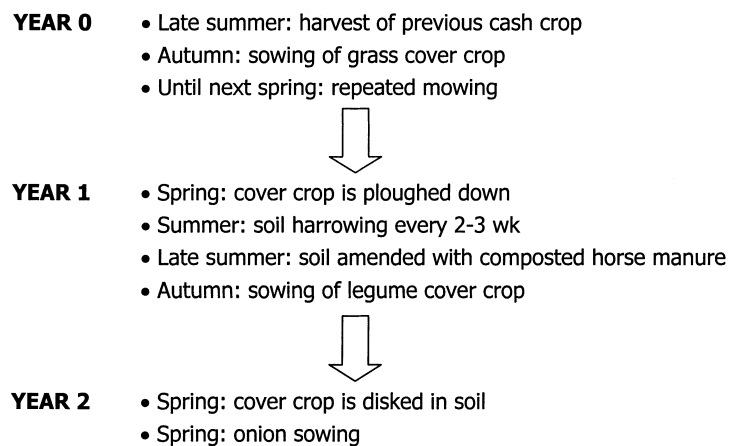 YEAR 0 • Late summer: harvest of previous cash crop
• Autumn: sowing of grass cover crop
• Until next spring: repeated mowing
YEAR 1 • Spring: cover crop is ploughed down
• Summer: soil harrowing every 2-3 wk
• Late summer: soil amended with composted horse manure
• Autumn: sowing of legume cover crop
YEAR 2 • Spring: cover crop is disked in soil
• Spring: onion sowing